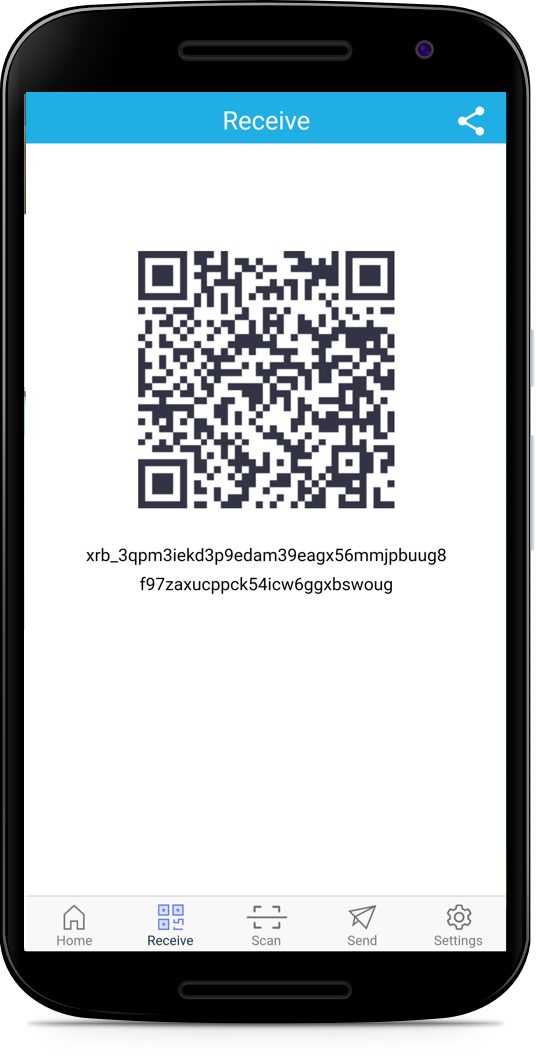 Receive
xrb_3qpm3iekd3p9edam39eagx56mmjpbuug8
f97zaxucppck54icw6ggxbswoug
Home
Receive
Scan
Send
Settings